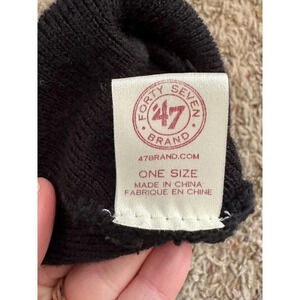 FORTY SEVEN
'47
BRAND
47BRAND.COM
ONE SIZE
MADE IN CHINA
FABRIQUE EN CHINE